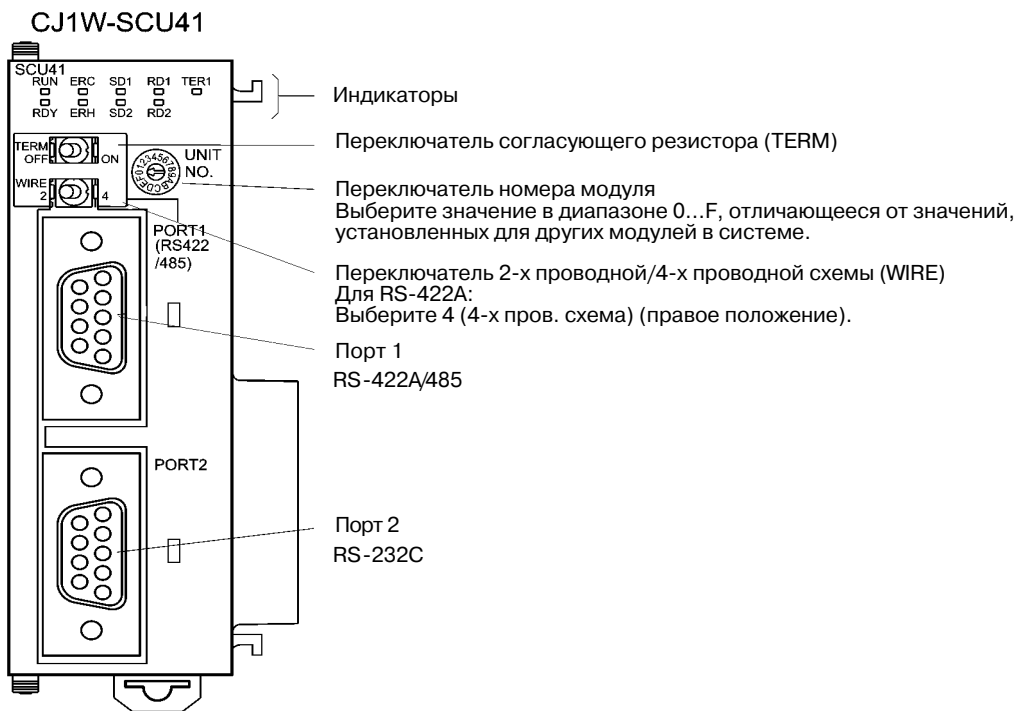 CJ1W-SCU41
SCU41
RUN ERC SD1 RD1 TER1
RDY ERH SD2 RD2
TERM
OFF ON
WIRE
2 4
0123456789ABCDEF
UNIT
NO.
PORT1
(RS422
/485)
PORT2
Индикаторы
Переключатель согласующего резистора (TERM)
Переключатель номера модуля
Выберите значение в диапазоне 0...F, отличающееся от значений,
установленных для других модулей в системе.
Переключатель 2-х проводной/4-х проводной схемы (WIRE)
Для RS-422A:
Выберите 4 (4-х пров. схема) (правое положение).
Порт 1
RS-422A/485
Порт 2
RS-232C